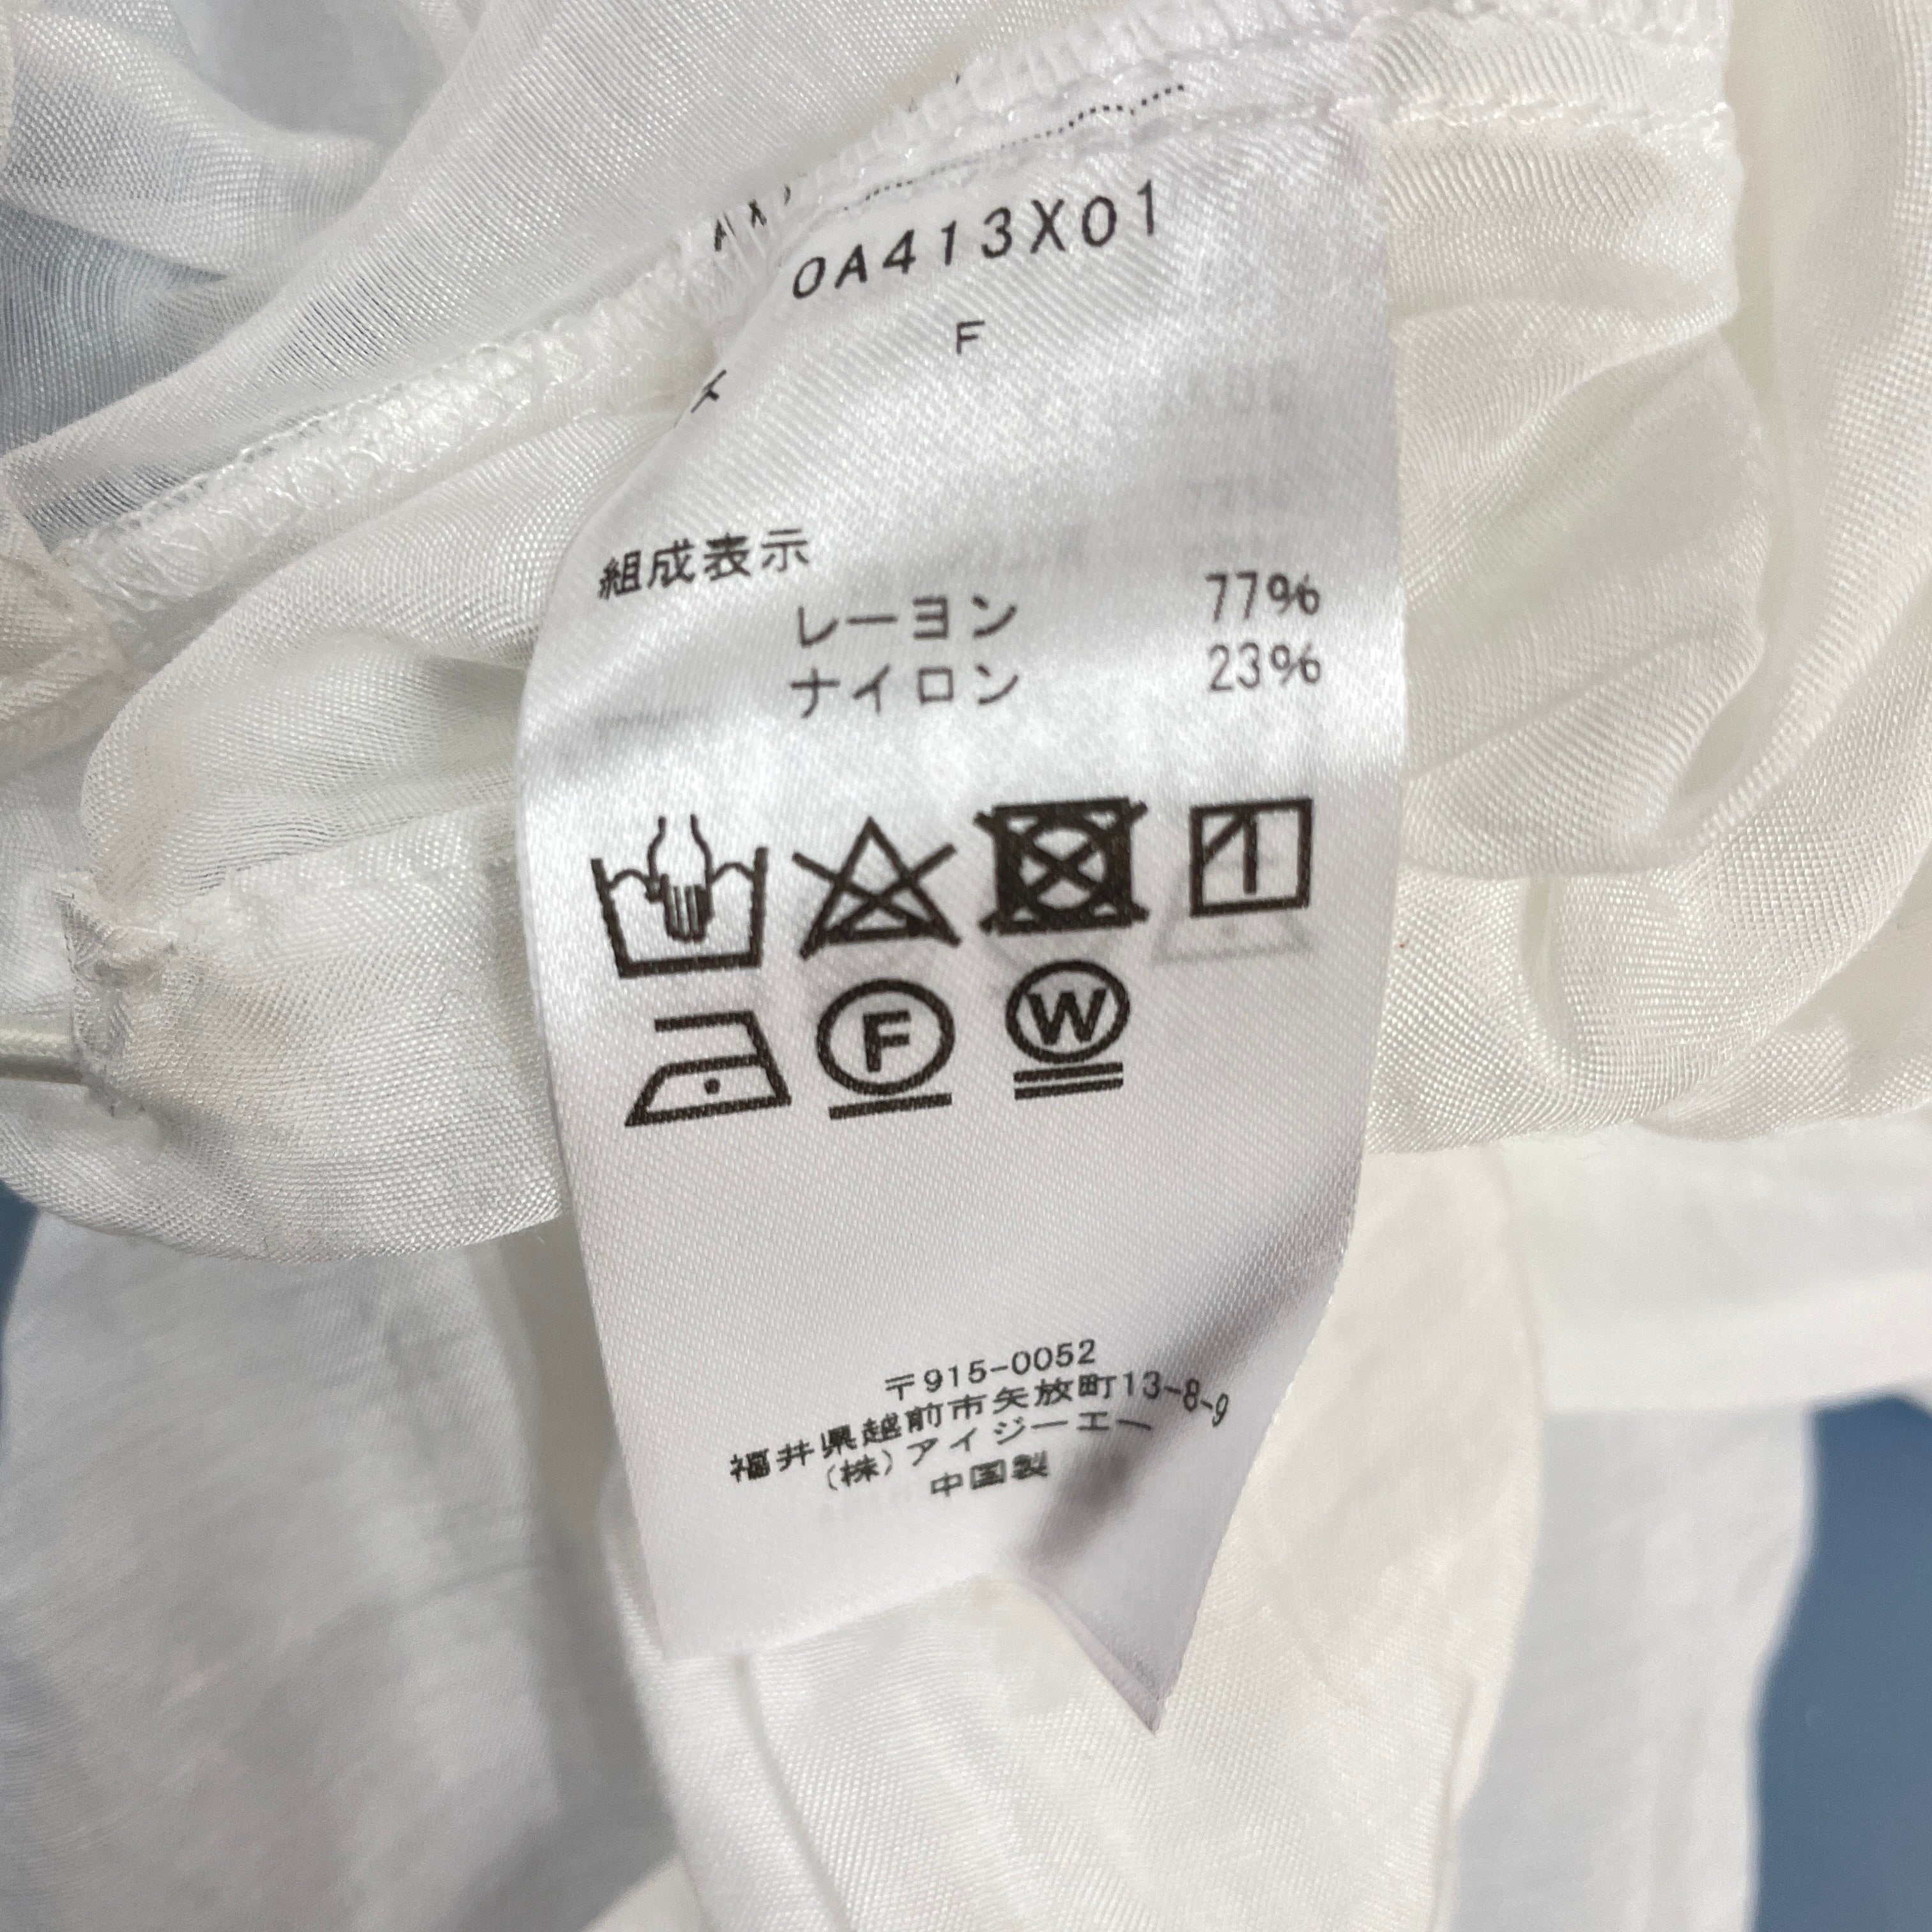 0A413X01
F
組成表示
レーヨン 77%
ナイロン 23%
F
W
〒915-0052
福井県越前市矢放町13-8-9
(株)アイジーエー
中国製